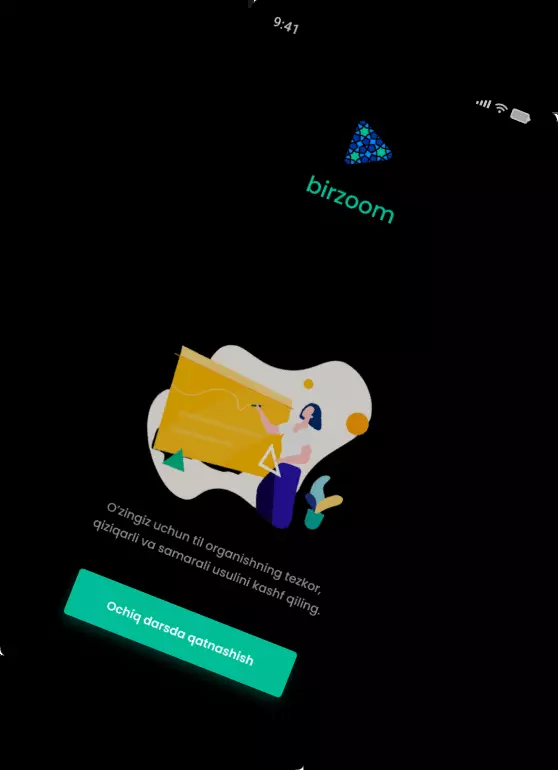 9:41
birzoom
O'zingiz uchun til organishning tezkor,
qiziqarli va samarali usulini kashf qiling.
Ochiq darsda qatnashish